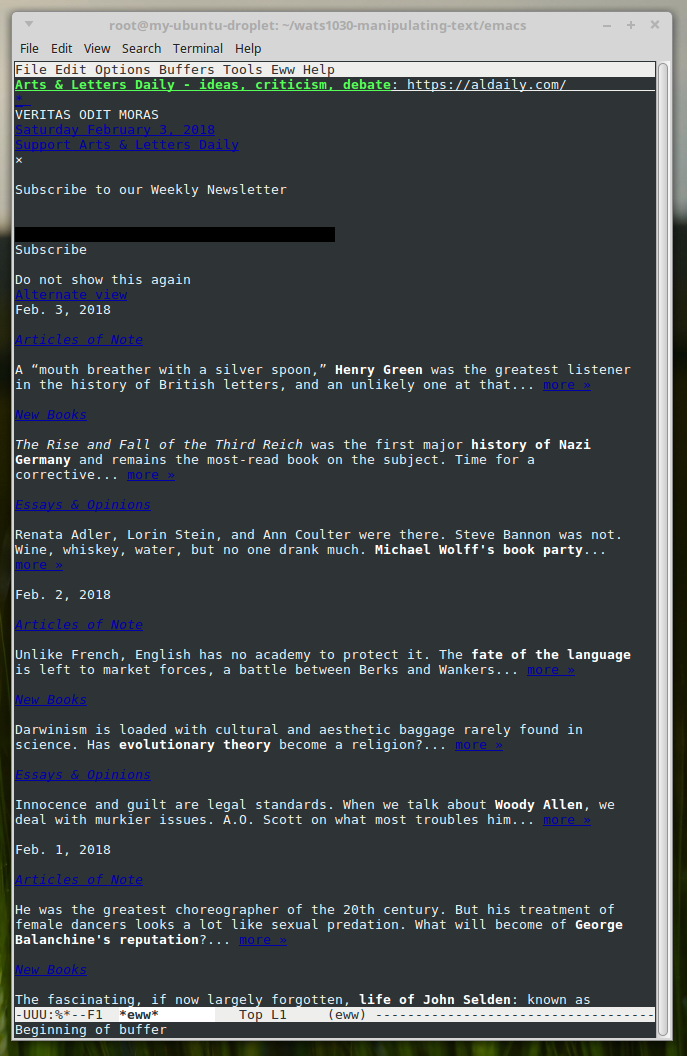 root@my-ubuntu-droplet: ~/wats1030-manipulating-text/emacs
File Edit View Search Terminal Help
File Edit Options Buffers Tools Eww Help
Arts & Letters Daily - ideas, criticism, debate: https://aldaily.com/
*
VERITAS ODIT MORAS
Saturday February 3, 2018
Support Arts & Letters Daily
×
Subscribe to our Weekly Newsletter
Subscribe
Do not show this again
Alternate view
Feb. 3, 2018
Articles of Note
A “mouth breather with a silver spoon,” Henry Green was the greatest listener
in the history of British letters, and an unlikely one at that... more »
New Books
The Rise and Fall of the Third Reich was the first major history of Nazi
Germany and remains the most-read book on the subject. Time for a
corrective... more »
Essays & Opinions
Renata Adler, Lorin Stein, and Ann Coulter were there. Steve Bannon was not.
Wine, whiskey, water, but no one drank much. Michael Wolff's book party...
more »
Feb. 2, 2018
Articles of Note
Unlike French, English has no academy to protect it. The fate of the language
is left to market forces, a battle between Berks and Wankers... more »
New Books
Darwinism is loaded with cultural and aesthetic baggage rarely found in
science. Has evolutionary theory become a religion?... more »
Essays & Opinions
Innocence and guilt are legal standards. When we talk about Woody Allen, we
deal with murkier issues. A.O. Scott on what most troubles him... more »
Feb. 1, 2018
Articles of Note
He was the greatest choreographer of the 20th century. But his treatment of
female dancers looks a lot like sexual predation. What will become of George
Balanchine's reputation?... more »
New Books
The fascinating, if now largely forgotten, life of John Selden: known as
-UUU:%*--F1  *eww*          Top L1     (eww) -----------------------------------
Beginning of buffer